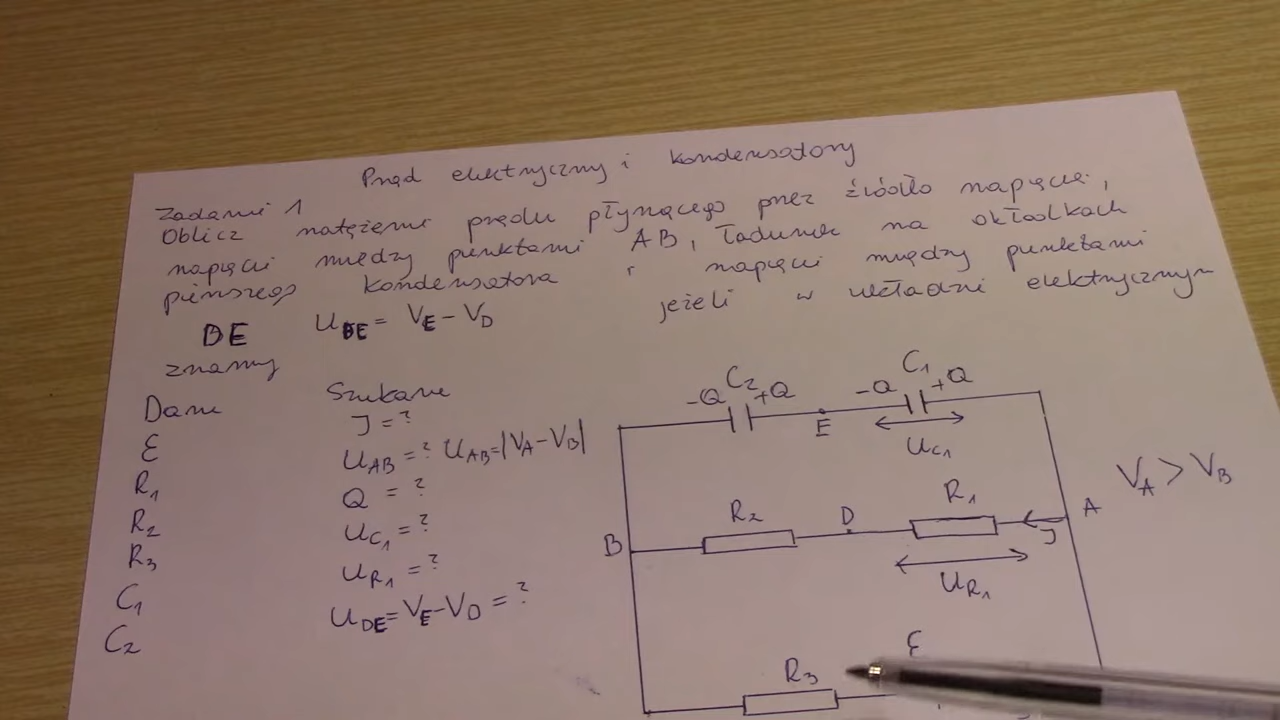 Prąd elektryczny i kondensatory
Zadanie 1
Oblicz natężenie prądu płynącego przez źródło napięcia,
napięcie między punktami AB, ładunek na okładkach
pierwszego kondensatora i napięcie między punktami
DE U_DE = V_E - V_D jeżeli w układzie elektrycznym
znamy
Dane Szukane
ε J = ?
R₁ U_AB = ? U_AB = |V_A - V_B|
R₂ Q = ?
R₃ U_C₁ = ?
C₁ U_R₁ = ?
C₂ U_DE = V_E - V_D = ?
C₂ C₁
-Q +Q -Q +Q
E U_C₁
V_A > V_B
R₂ D R₁ A
B J
U_R₁
ε
R₃